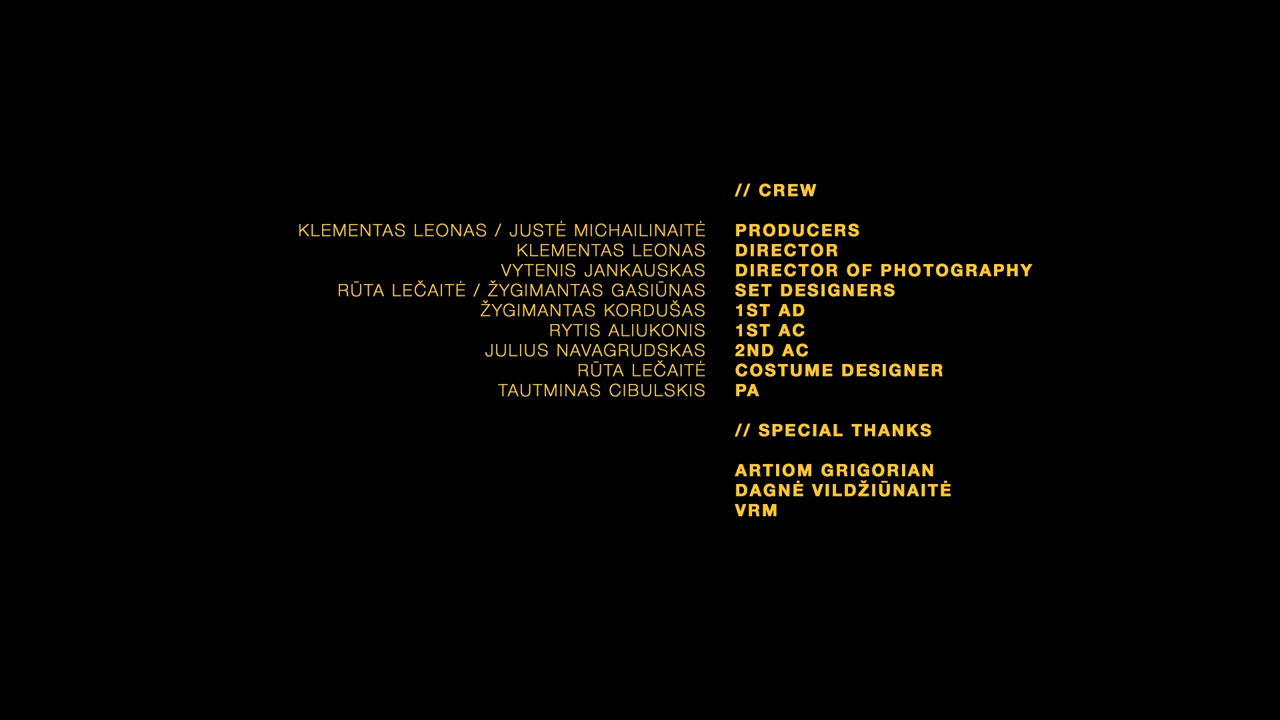 // CREW
KLEMENTAS LEONAS / JUSTĖ MICHAILINAITĖ PRODUCERS
KLEMENTAS LEONAS DIRECTOR
VYTENIS JANKAUSKAS DIRECTOR OF PHOTOGRAPHY
RŪTA LEČAITĖ / ŽYGIMANTAS GASIŪNAS SET DESIGNERS
ŽYGIMANTAS KORDUŠAS 1ST AD
RYTIS ALIUKONIS 1ST AC
JULIUS NAVAGRUDSKAS 2ND AC
RŪTA LEČAITĖ COSTUME DESIGNER
TAUTMINAS CIBULSKIS PA
// SPECIAL THANKS
ARTIOM GRIGORIAN
DAGNĖ VILDŽIŪNAITĖ
VRM